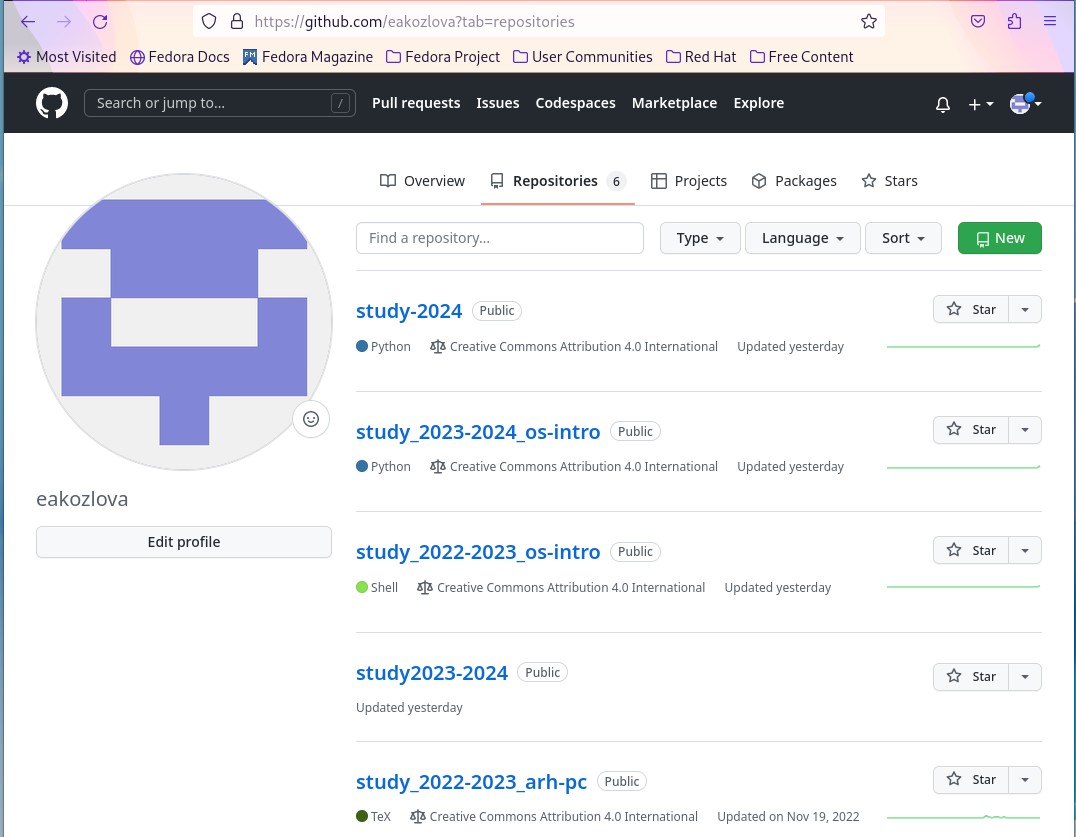 https://github.com/eakozlova?tab=repositories
Most Visited Fedora Docs Fedora Magazine Fedora Project User Communities Red Hat Free Content
Search or jump to... / Pull requests Issues Codespaces Marketplace Explore
Overview Repositories 6 Projects Packages Stars
Find a repository... Type Language Sort New
study-2024 Public Star
Python Creative Commons Attribution 4.0 International Updated yesterday
study_2023-2024_os-intro Public Star
Python Creative Commons Attribution 4.0 International Updated yesterday
eakozlova
Edit profile
study_2022-2023_os-intro Public Star
Shell Creative Commons Attribution 4.0 International Updated yesterday
study2023-2024 Public Star
Updated yesterday
study_2022-2023_arh-pc Public Star
TeX Creative Commons Attribution 4.0 International Updated on Nov 19, 2022